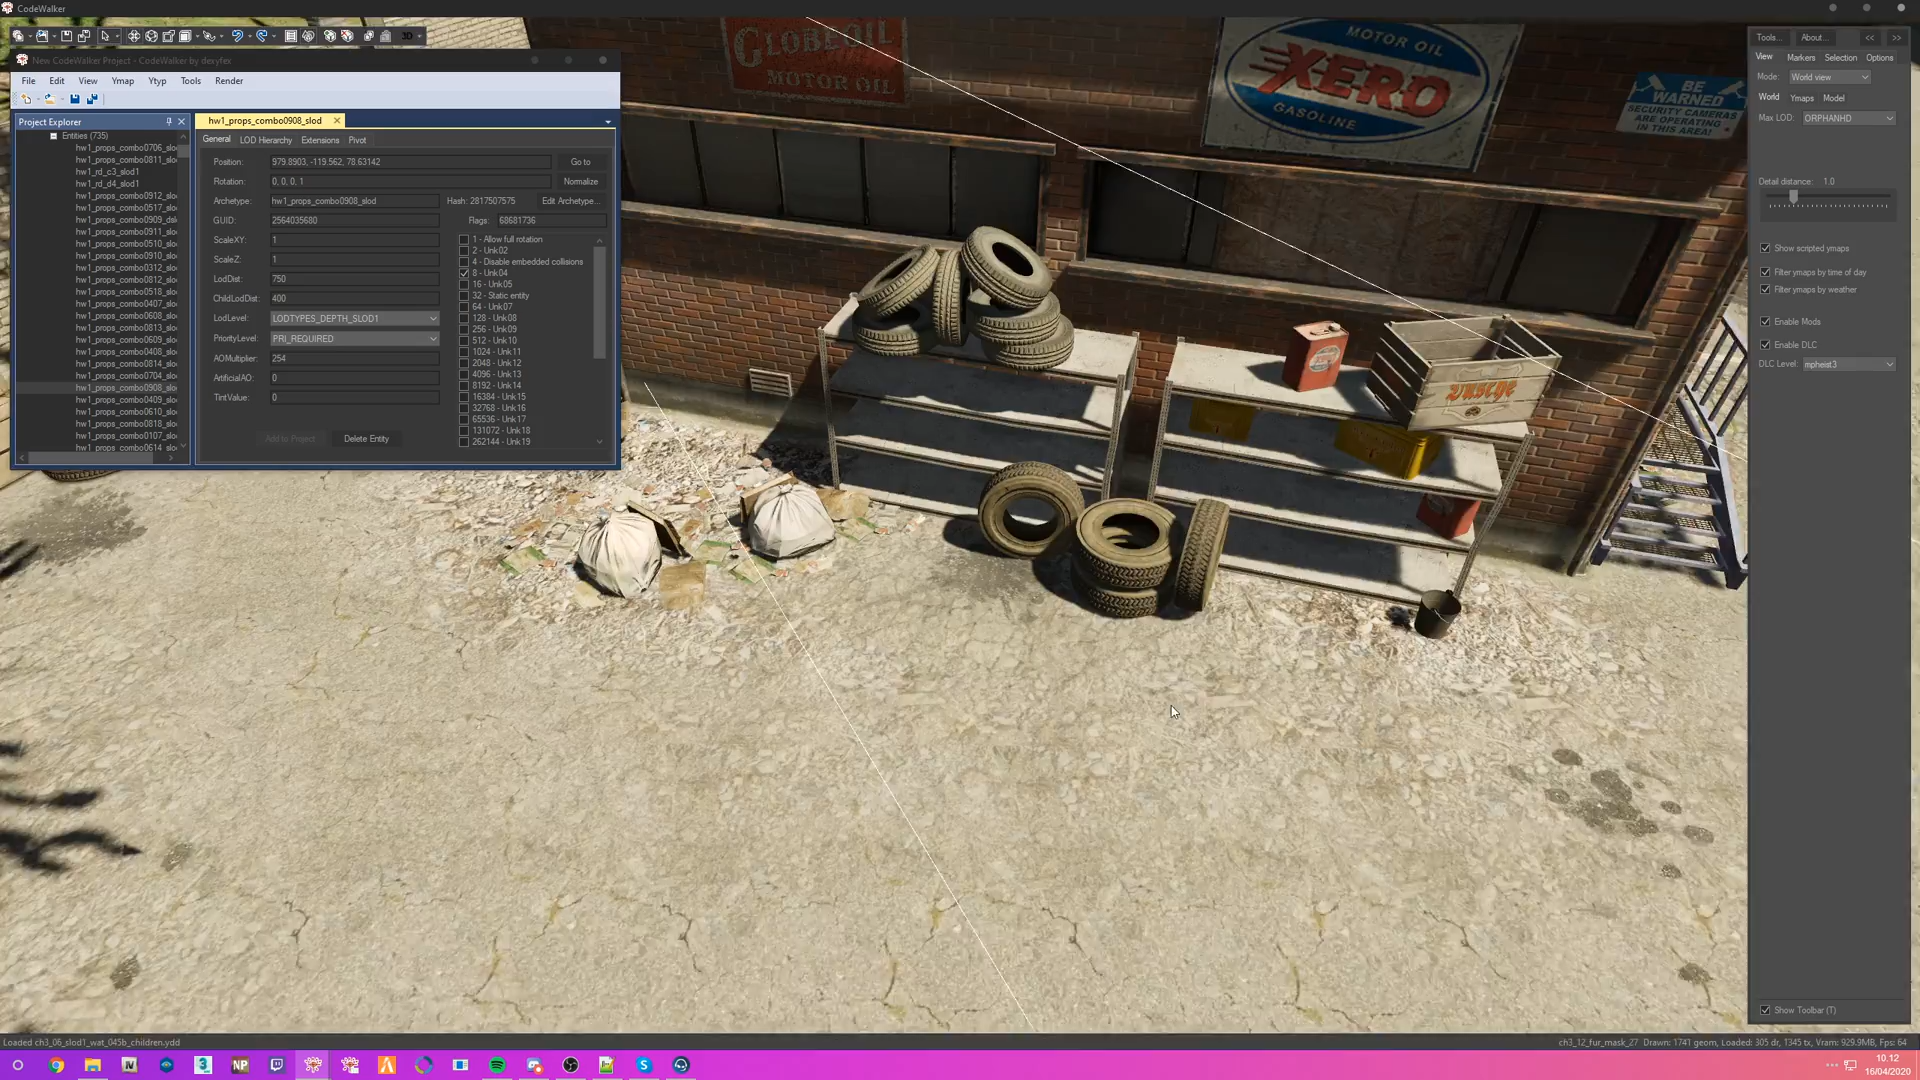 CodeWalker
3D
New CodeWalker Project - CodeWalker by dexyfex
File Edit View Ymap Ytyp Tools Render
Project Explorer
Entities (735)
hw1_props_combo0706_slo
hw1_props_combo0811_slo
hw1_rd_c3_slod1
hw1_rd_d4_slod1
hw1_props_combo0912_slo
hw1_props_combo0517_slo
hw1_props_combo0909_dsl
hw1_props_combo0911_slo
hw1_props_combo0510_slo
hw1_props_combo0910_slo
hw1_props_combo0312_slo
hw1_props_combo0812_slo
hw1_props_combo0518_slo
hw1_props_combo0407_slo
hw1_props_combo0608_slo
hw1_props_combo0813_slo
hw1_props_combo0609_slo
hw1_props_combo0408_slo
hw1_props_combo0814_slo
hw1_props_combo0704_slo
hw1_props_combo0908_slo
hw1_props_combo0409_slo
hw1_props_combo0610_slo
hw1_props_combo0818_slo
hw1_props_combo0107_slo
hw1_props_combo0614_slo
hw1_props_combo0908_slod
General LOD Hierarchy Extensions Pivot
Position: 979.8903, -119.562, 78.63142 Go to
Rotation: 0, 0, 0, 1 Normalize
Archetype: hw1_props_combo0908_slod Hash: 2817507575 Edit Archetype...
GUID: 2564035680 Flags: 68681736
ScaleXY: 1
ScaleZ: 1
LodDist: 750
ChildLodDist: 400
LodLevel: LODTYPES_DEPTH_SLOD1
PriorityLevel: PRI_REQUIRED
AOMultiplier: 254
ArtificialAO: 0
TintValue: 0
Add to Project Delete Entity
1 - Allow full rotation
2 - Unk02
4 - Disable embedded collisions
8 - Unk04
16 - Unk05
32 - Static entity
64 - Unk07
128 - Unk08
256 - Unk09
512 - Unk10
1024 - Unk11
2048 - Unk12
4096 - Unk13
8192 - Unk14
16384 - Unk15
32768 - Unk16
65536 - Unk17
131072 - Unk18
262144 - Unk19
GLOBEOIL
MOTOR OIL
MOTOR OIL
XERO
GASOLINE
BE
WARNED
SECURITY CAMERAS
ARE OPERATING
IN THIS AREA!
Tools... About... << >>
View Markers Selection Options
Mode: World view
World Ymaps Model
Max LOD: ORPHANHD
Detail distance: 1.0
Show scripted ymaps
Filter ymaps by time of day
Filter ymaps by weather
Enable Mods
Enable DLC
DLC Level: mpheist3
Show Toolbar (T)
Loaded ch3_06_slod1_wat_045b_children.ydd
ch3_12_fur_mask_27 Drawn: 1741 geom, Loaded: 305 dr, 1345 tx, Vram: 929.9MB, Fps: 64
NP
10.12
16/04/2020